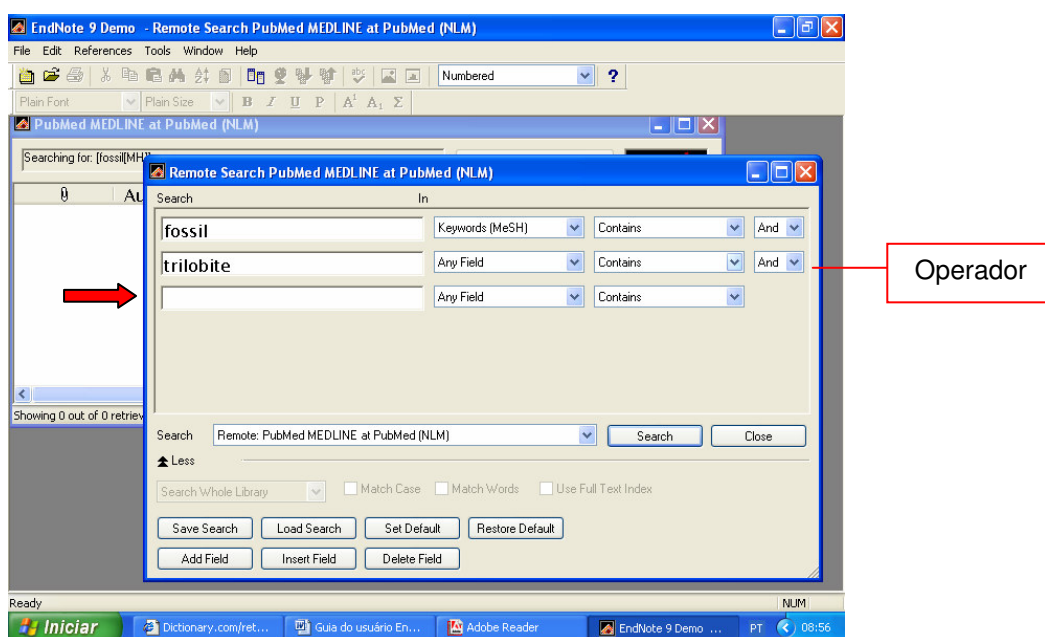 EndNote 9 Demo - Remote Search PubMed MEDLINE at PubMed (NLM)
File Edit References Tools Window Help
Numbered
Plain Font Plain Size B I U P A¹ A₁ Σ
PubMed MEDLINE at PubMed (NLM)
Searching for: [fossil[MH]
Remote Search PubMed MEDLINE at PubMed (NLM)
Au
Search In
fossil Keywords (MeSH) Contains And
trilobite Any Field Contains And
Operador
Any Field Contains
Showing 0 out of 0 retriev
Search Remote: PubMed MEDLINE at PubMed (NLM) Search Close
Less
Search Whole Library Match Case Match Words Use Full Text Index
Save Search Load Search Set Default Restore Default
Add Field Insert Field Delete Field
Ready NUM
Iniciar Dictionary.com/ret... Guia do usuário En... Adobe Reader EndNote 9 Demo ... PT 08:56